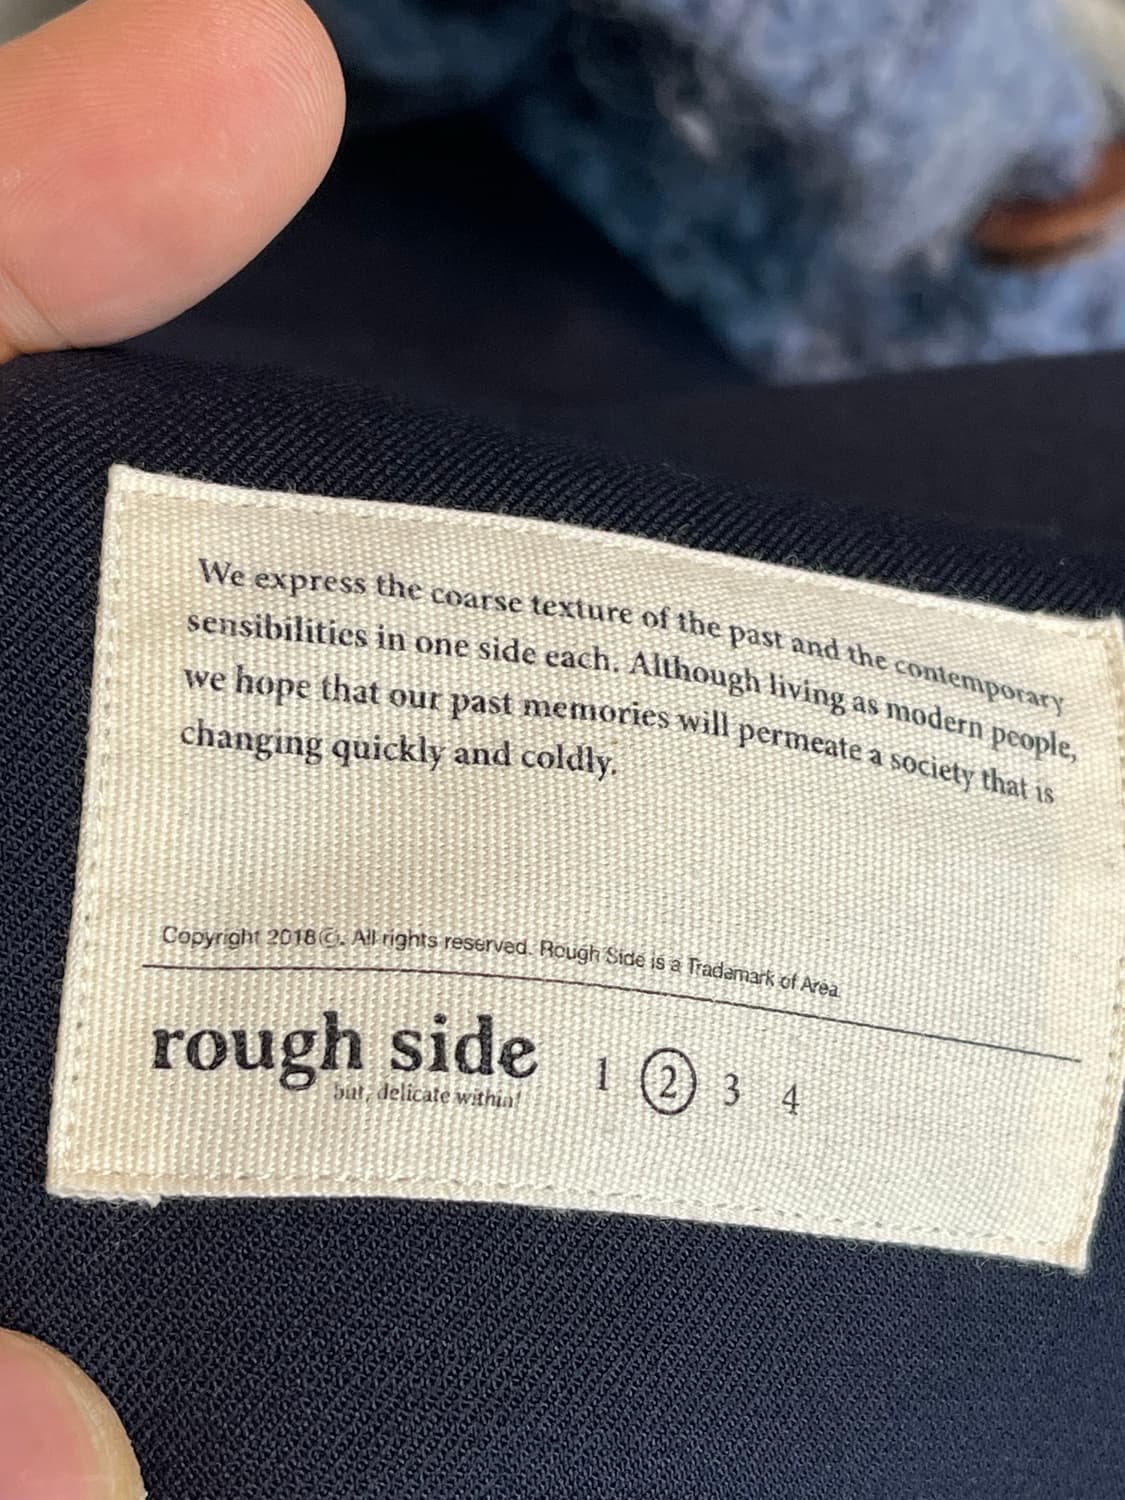 We express the coarse texture of the past and the contemporary
sensibilities in one side each. Although living as modern people,
we hope that our past memories will permeate a society that is
changing quickly and coldly.
Copyright 2018 ©. All rights reserved. Rough Side is a Tradamark of Area.
rough side
but, delicate within!
1 ② 3 4